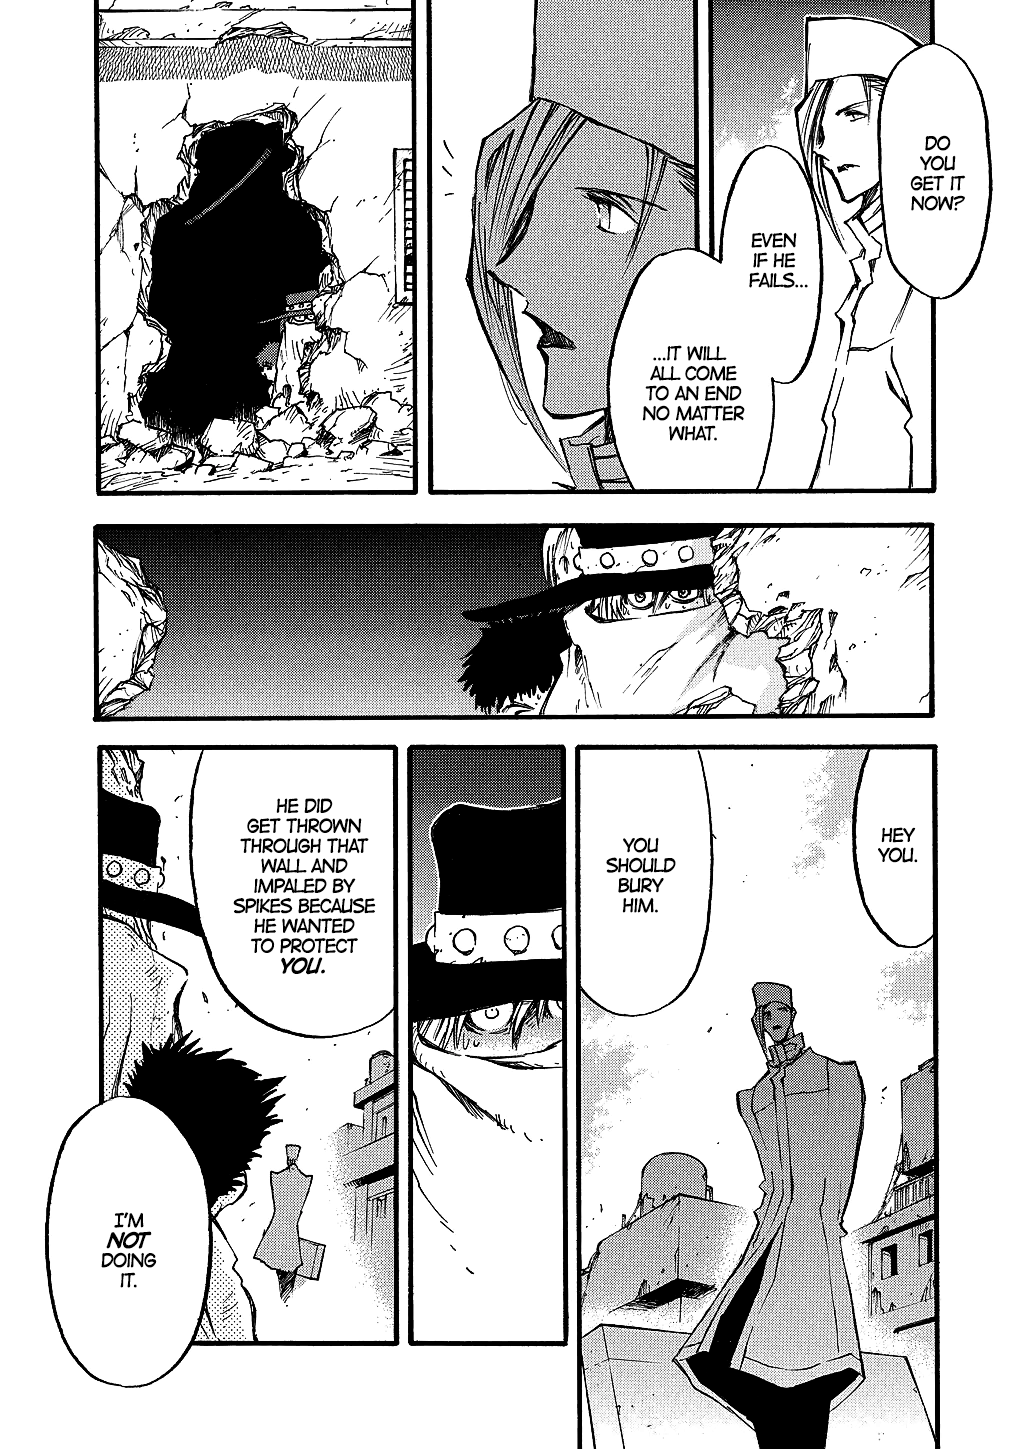 DO
YOU
GET IT
NOW?
EVEN
IF HE
FAILS...
...IT WILL
ALL COME
TO AN END
NO MATTER
WHAT.
HEY
YOU.
YOU
SHOULD
BURY
HIM.
HE DID
GET THROWN
THROUGH THAT
WALL AND
IMPALED BY
SPIKES BECAUSE
HE WANTED
TO PROTECT
YOU.
I'M
NOT
DOING
IT.